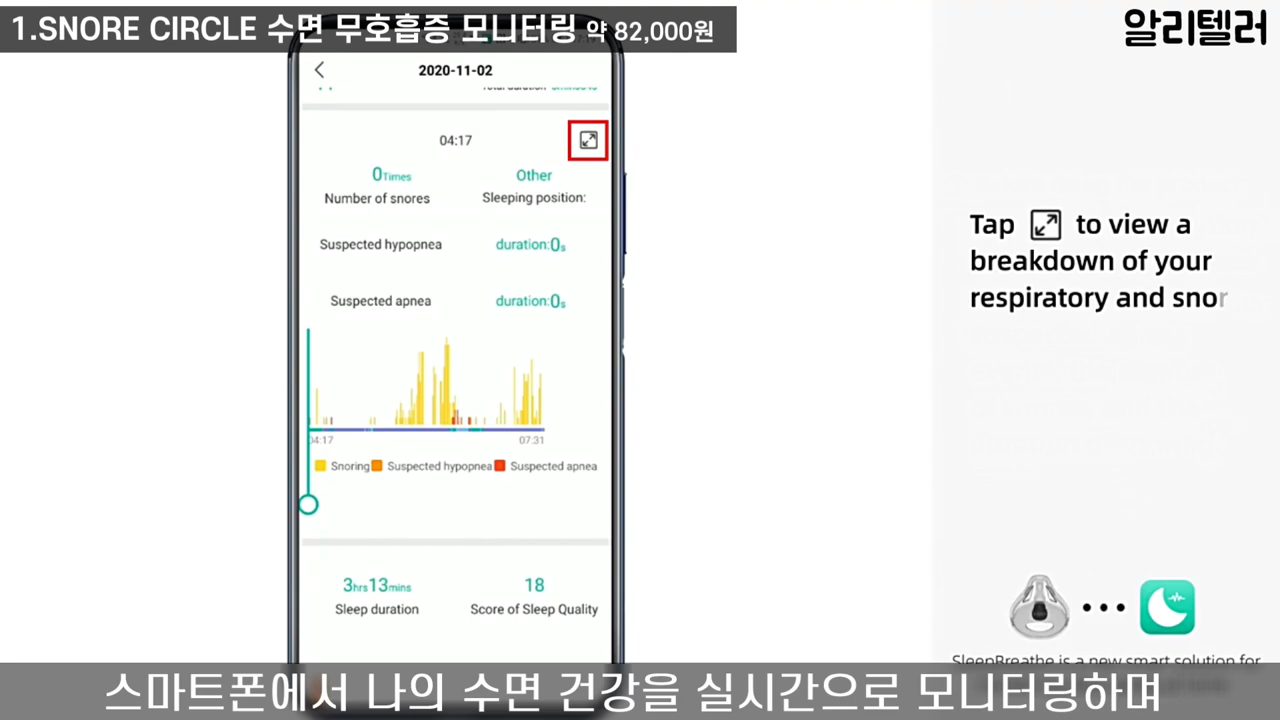 1.SNORE CIRCLE 수면 무호흡증 모니터링 약 82,000원
알리텔러
2020-11-02
04:17
0Times
Number of snores
Other
Sleeping position:
Suspected hypopnea
duration:0s
Suspected apnea
duration:0s
04:17
07:31
Snoring
Suspected hypopnea
Suspected apnea
3hrs13mins
Sleep duration
18
Score of Sleep Quality
Tap to view a
breakdown of your
respiratory and snor
SleepBreathe is a new smart solution for
스마트폰에서 나의 수면 건강을 실시간으로 모니터링하며